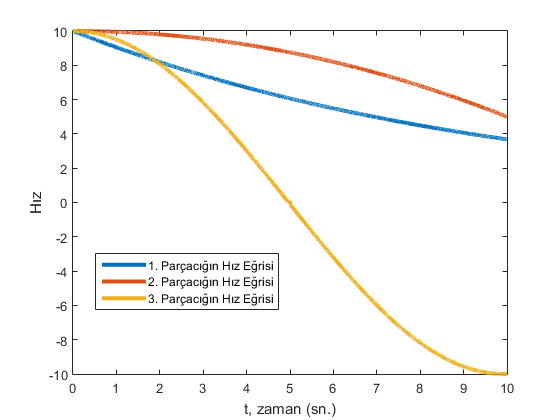 10
8
6
4
2
0
-2
-4
-6
-8
-10
Hız
1. Parçacığın Hız Eğrisi
2. Parçacığın Hız Eğrisi
3. Parçacığın Hız Eğrisi
0 1 2 3 4 5 6 7 8 9 10
t, zaman (sn.)